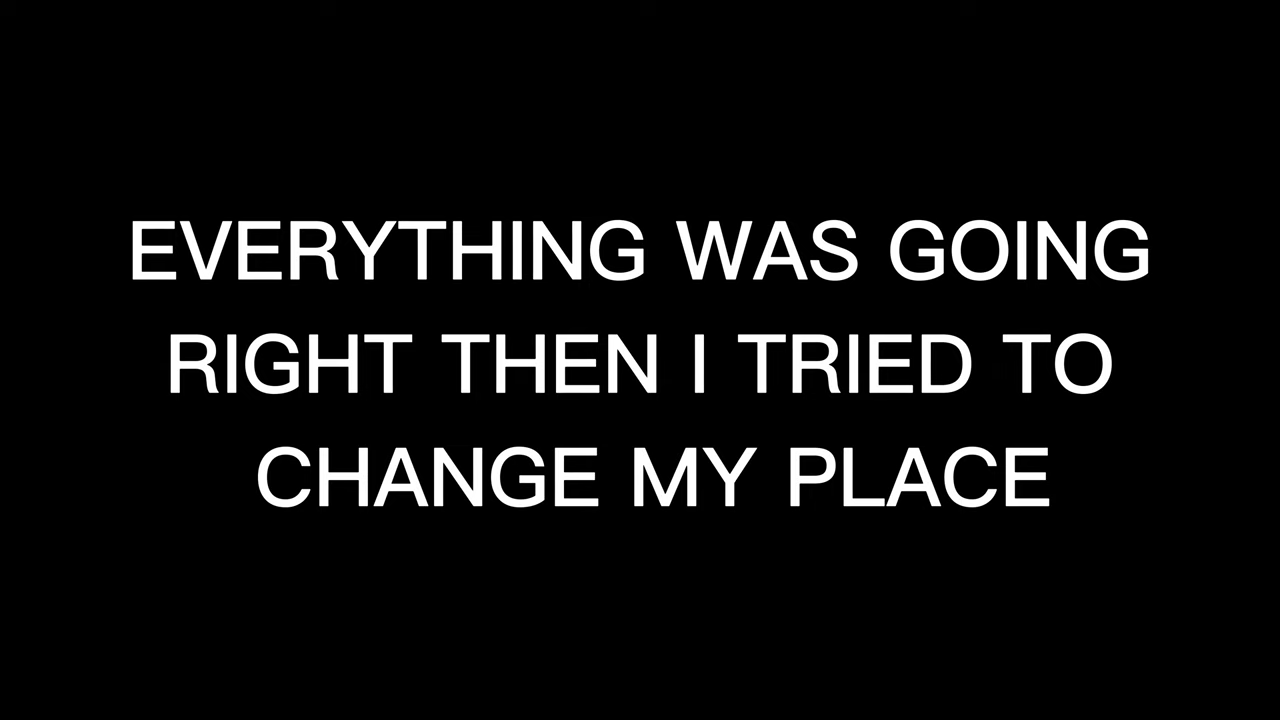 EVERYTHING WAS GOING
RIGHT THEN I TRIED TO
CHANGE MY PLACE